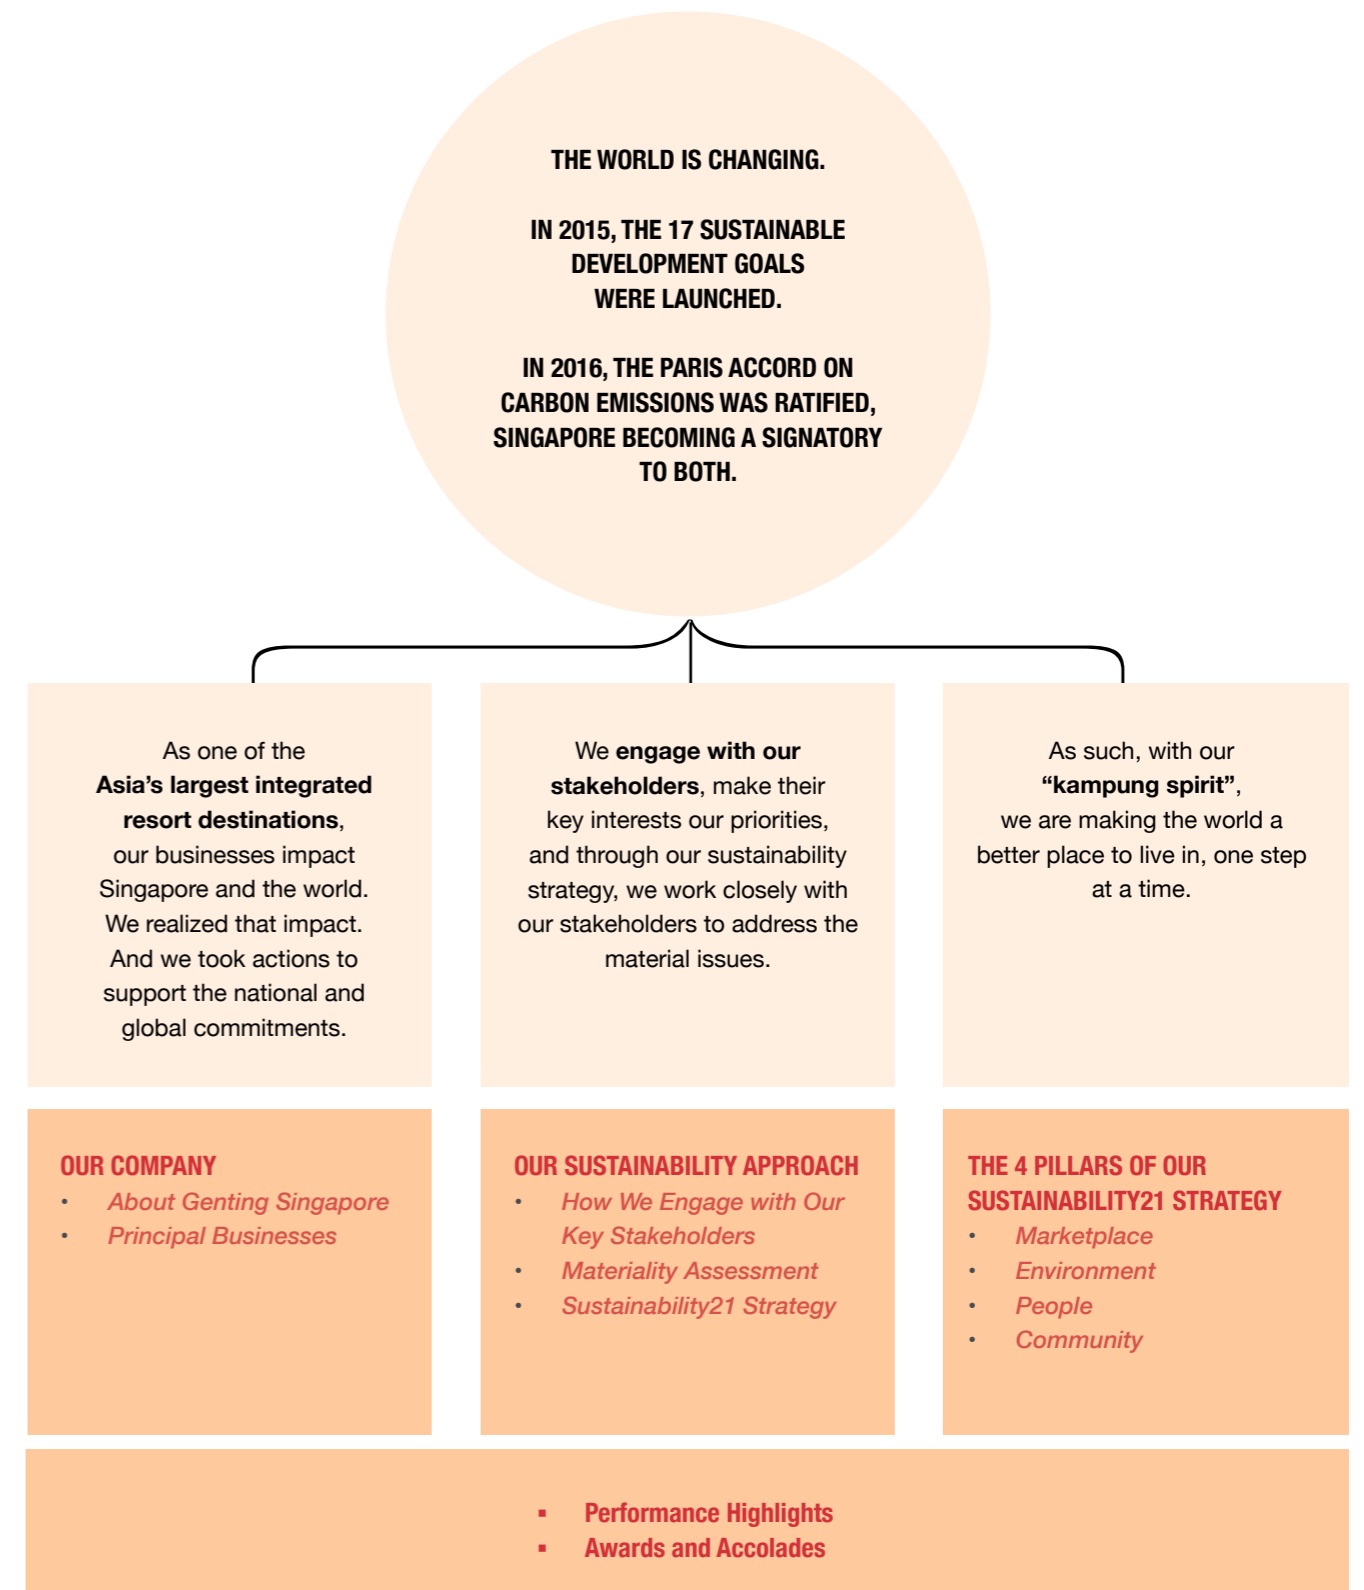 THE WORLD IS CHANGING.
IN 2015, THE 17 SUSTAINABLE
DEVELOPMENT GOALS
WERE LAUNCHED.
IN 2016, THE PARIS ACCORD ON
CARBON EMISSIONS WAS RATIFIED,
SINGAPORE BECOMING A SIGNATORY
TO BOTH.
As one of the
Asia’s largest integrated
resort destinations,
our businesses impact
Singapore and the world.
We realized that impact.
And we took actions to
support the national and
global commitments.
We engage with our
stakeholders, make their
key interests our priorities,
and through our sustainability
strategy, we work closely with
our stakeholders to address the
material issues.
As such, with our
“kampung spirit”,
we are making the world a
better place to live in, one step
at a time.
OUR COMPANY
• About Genting Singapore
• Principal Businesses
OUR SUSTAINABILITY APPROACH
• How We Engage with Our
Key Stakeholders
• Materiality Assessment
• Sustainability21 Strategy
THE 4 PILLARS OF OUR
SUSTAINABILITY21 STRATEGY
• Marketplace
• Environment
• People
• Community
▪ Performance Highlights
▪ Awards and Accolades